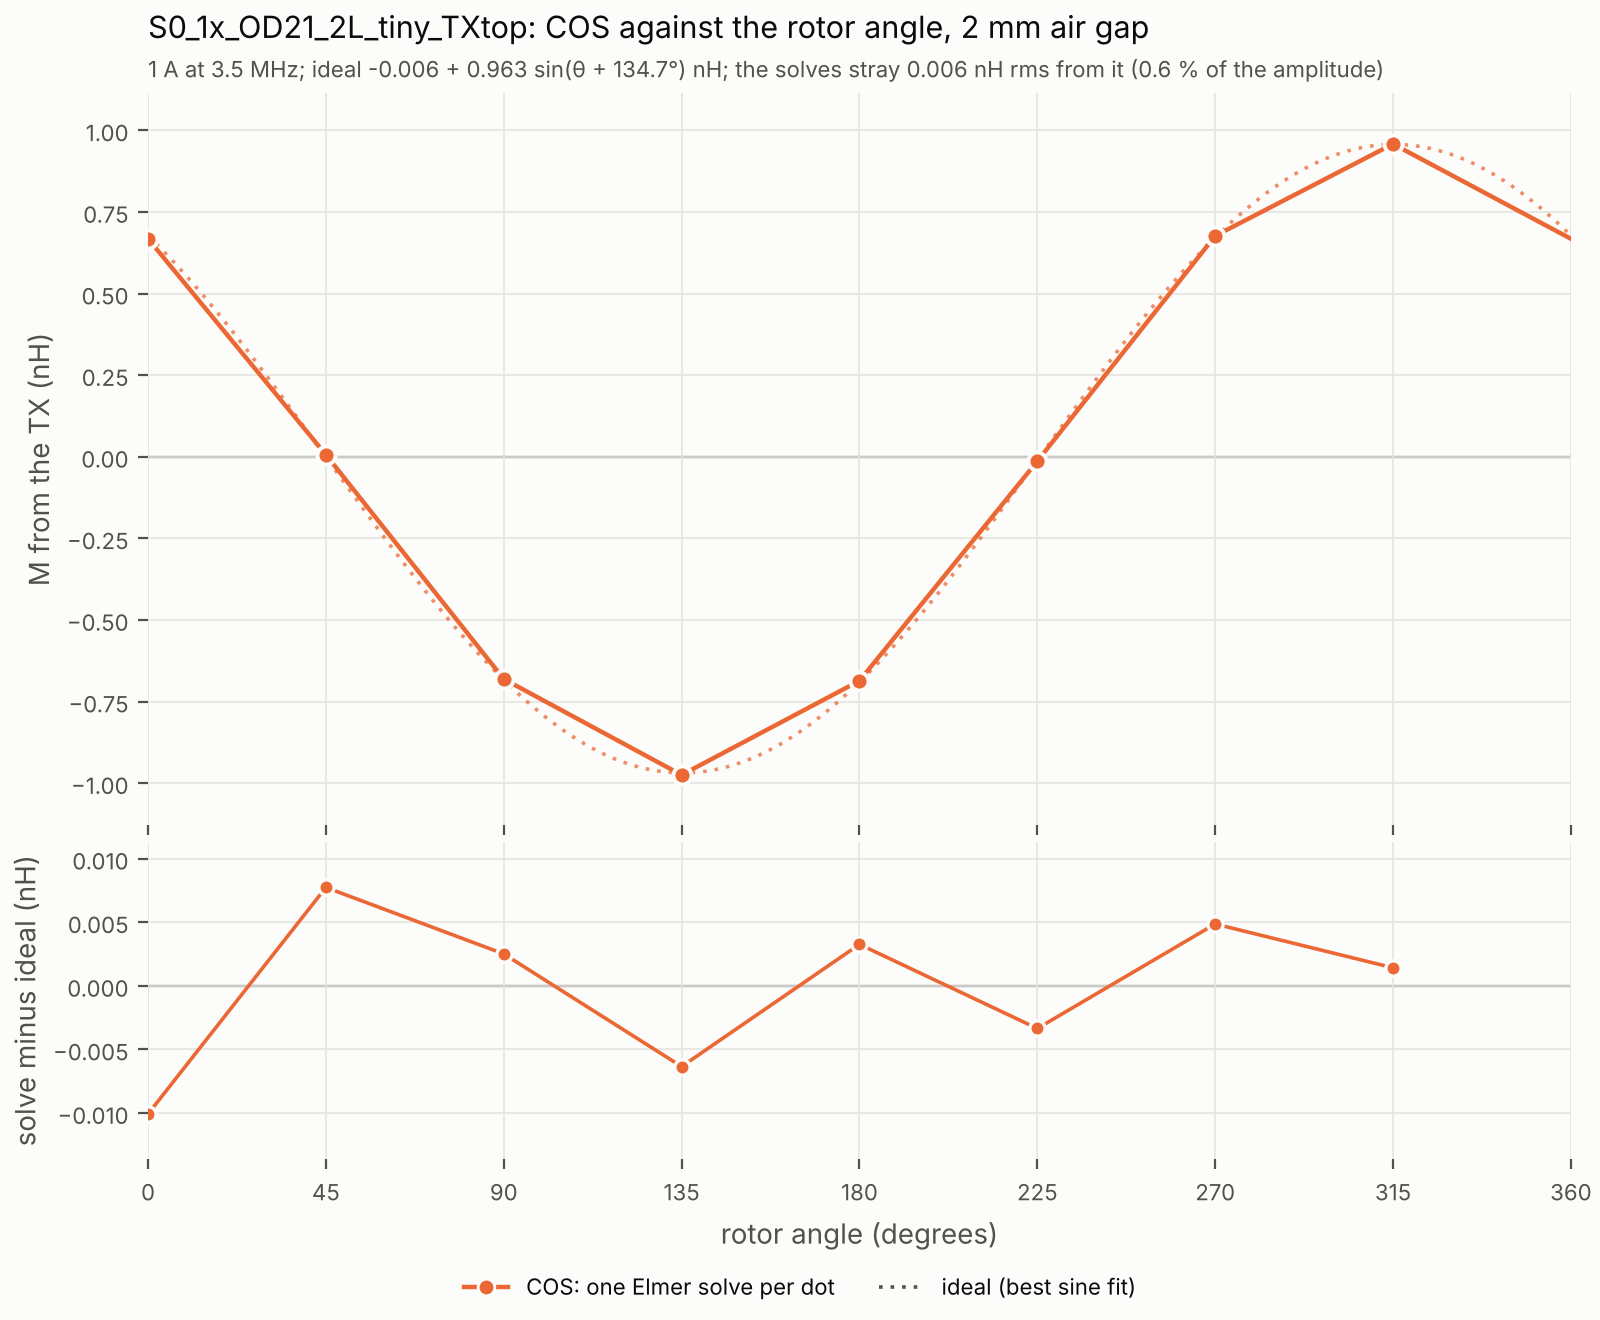 S0_1x_OD21_2L_tiny_TXtop: COS against the rotor angle, 2 mm air gap
1 A at 3.5 MHz; ideal -0.006 + 0.963 sin(θ + 134.7°) nH; the solves stray 0.006 nH rms from it (0.6 % of the amplitude)
M from the TX (nH)
1.00
0.75
0.50
0.25
0.00
−0.25
−0.50
−0.75
−1.00
solve minus ideal (nH)
0.010
0.005
0.000
−0.005
−0.010
0 45 90 135 180 225 270 315 360
rotor angle (degrees)
COS: one Elmer solve per dot ideal (best sine fit)